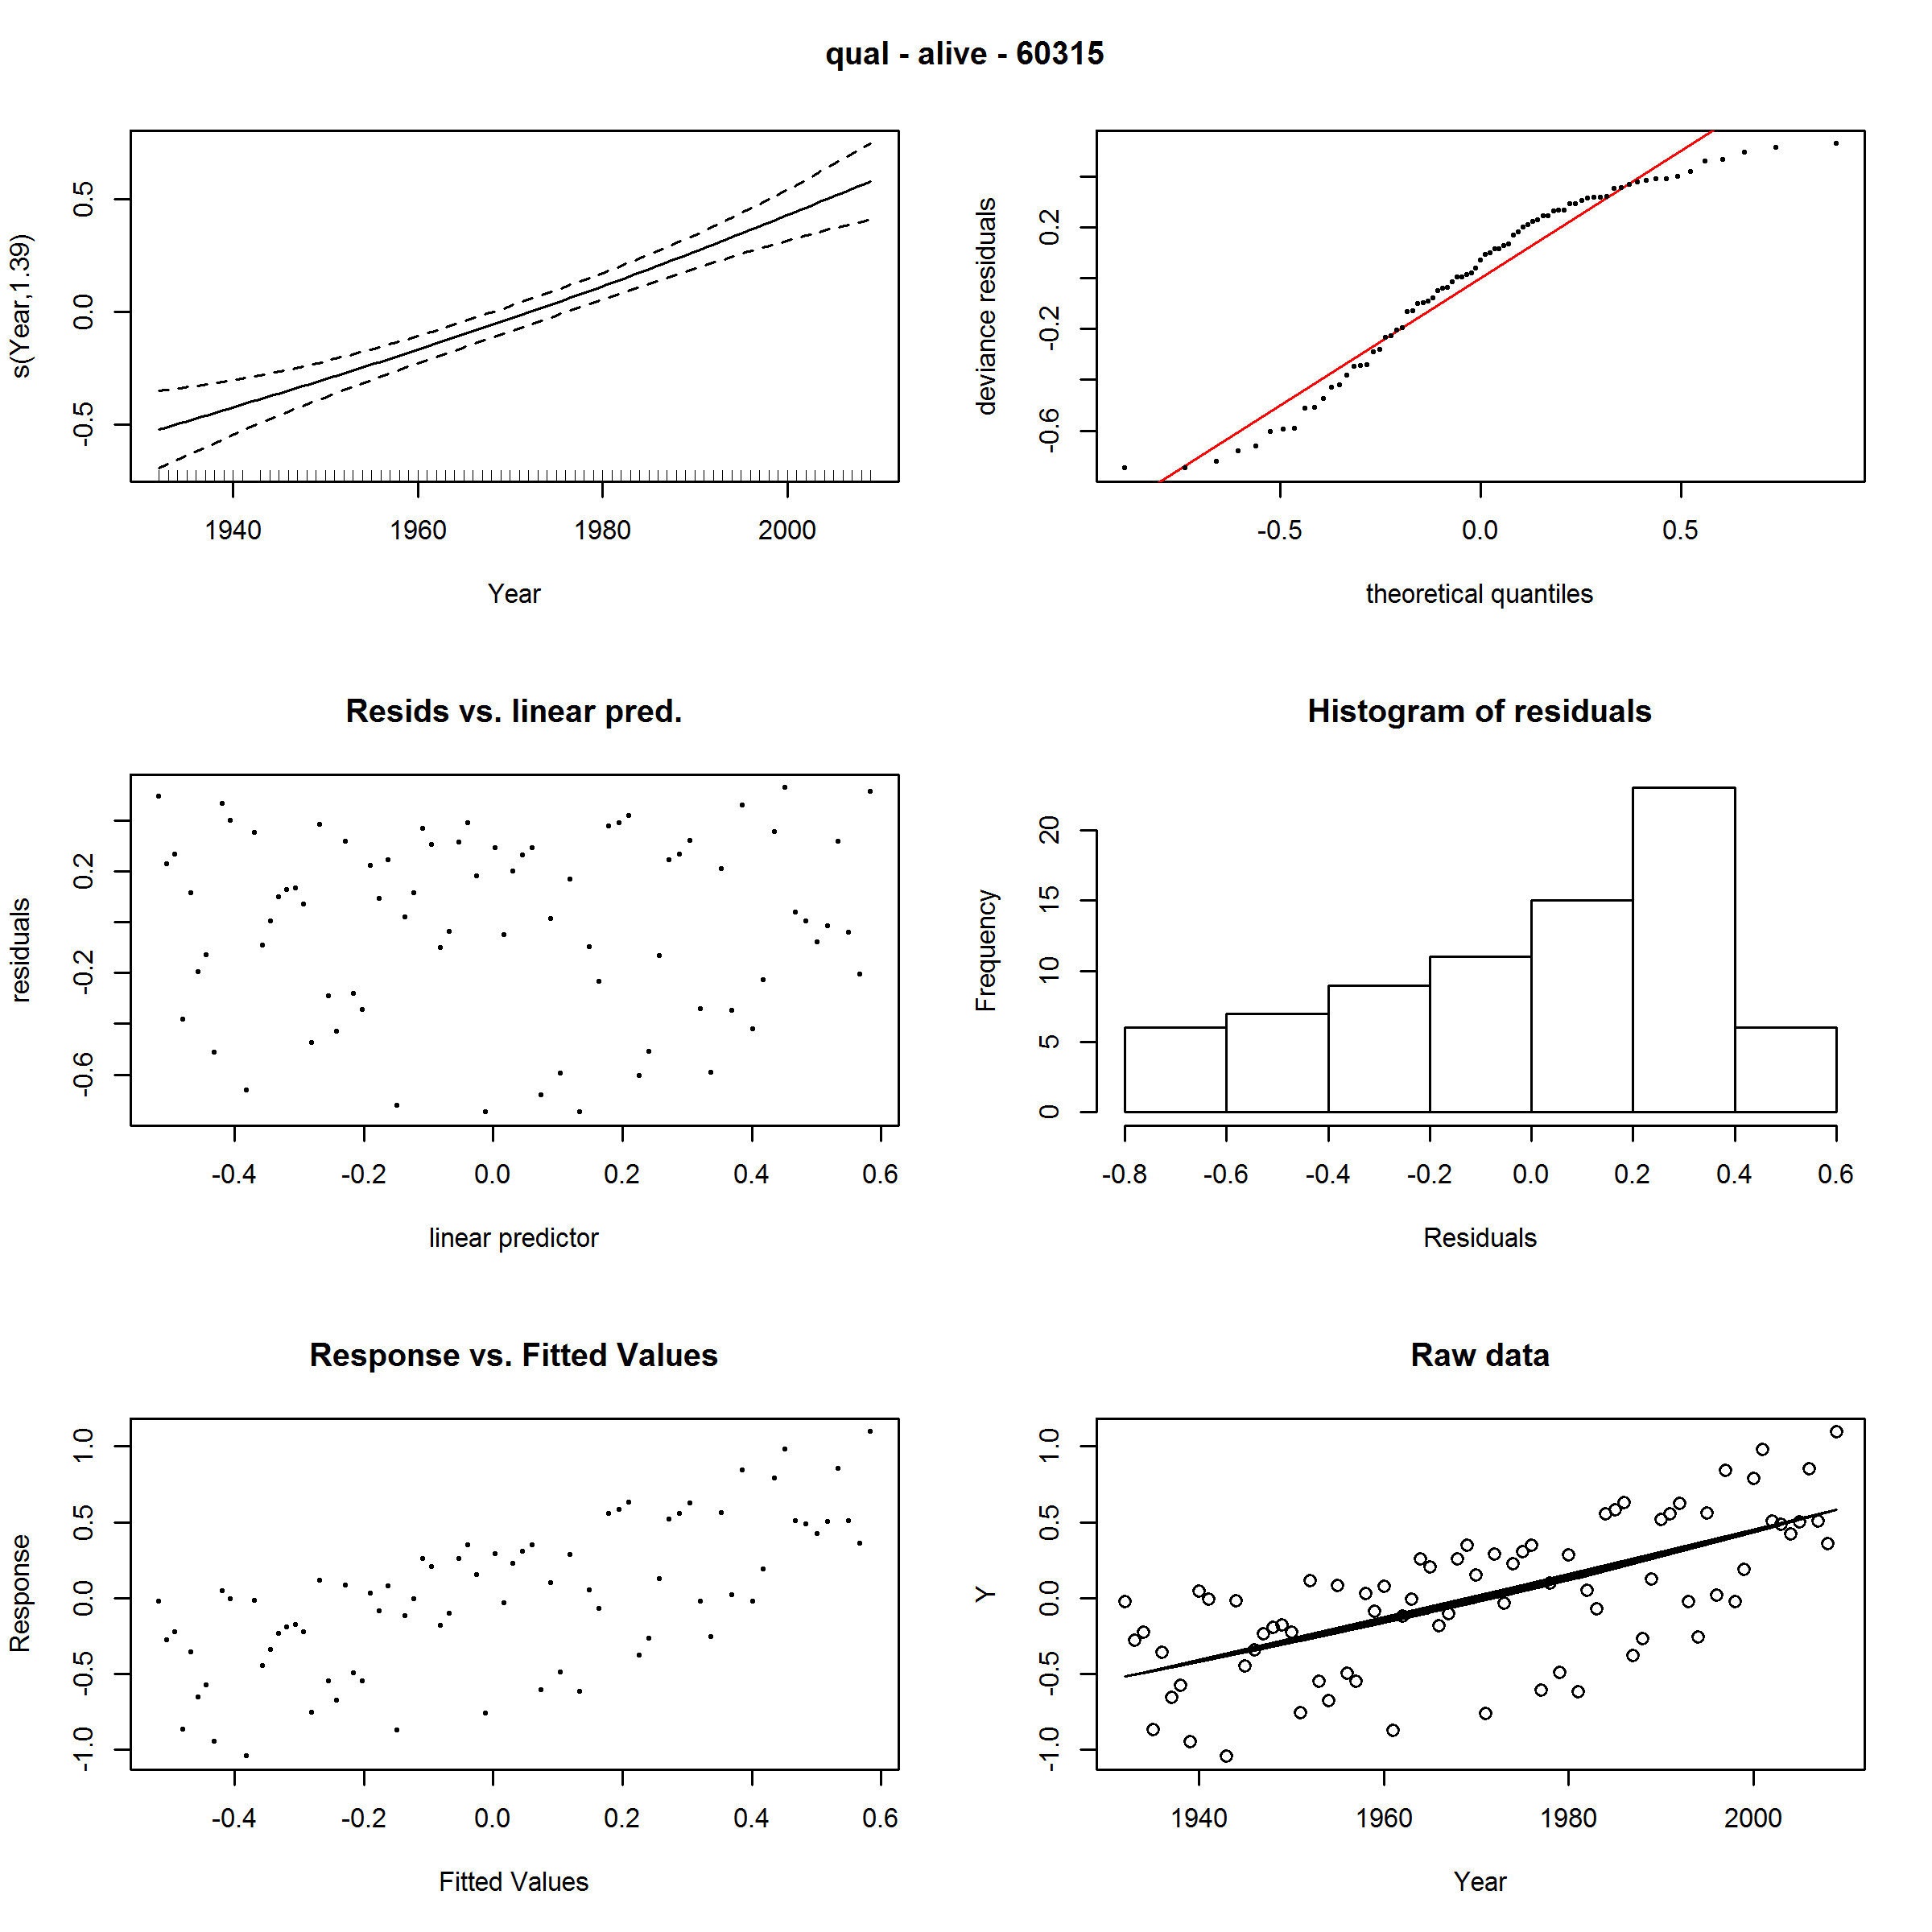 qual - alive - 60315
s(Year,1.39)
-0.5 0.0 0.5
1940 1960 1980 2000
Year
deviance residuals
-0.6 -0.2 0.2
-0.5 0.0 0.5
theoretical quantiles
Resids vs. linear pred.
residuals
-0.6 -0.2 0.2
-0.4 -0.2 0.0 0.2 0.4 0.6
linear predictor
Histogram of residuals
Frequency
0 5 10 15 20
-0.8 -0.6 -0.4 -0.2 0.0 0.2 0.4 0.6
Residuals
Response vs. Fitted Values
Response
-1.0 -0.5 0.0 0.5 1.0
-0.4 -0.2 0.0 0.2 0.4 0.6
Fitted Values
Raw data
Y
-1.0 -0.5 0.0 0.5 1.0
1940 1960 1980 2000
Year